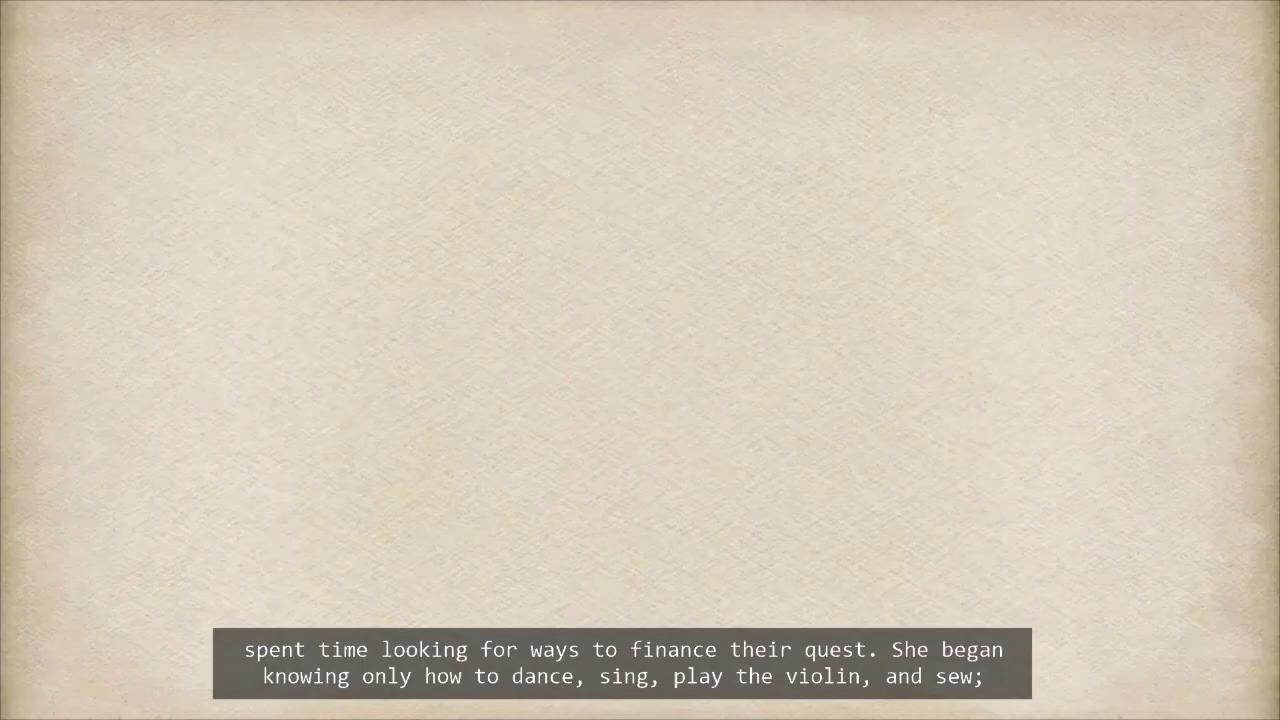 spent time looking for ways to finance their quest. She began
knowing only how to dance, sing, play the violin, and sew;